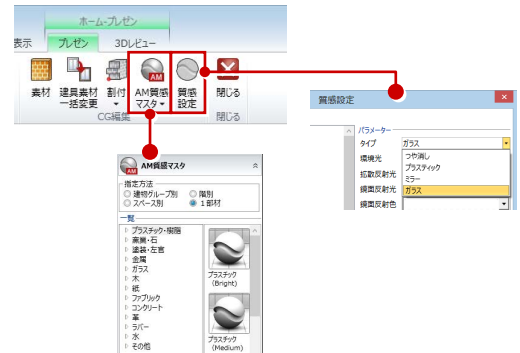 ホーム-プレゼン
表示
プレゼン
3Dレビュー
素材
建具素材
一括変更
割付
AM質感
マスタ
質感
設定
閉じる
CG編集
閉じる
AM
質感設定
パラメーター
タイプ ガラス
環境光
拡散反射光
鏡面反射光
鏡面反射色
つや消し
プラスティック
ミラー
ガラス
AM質感マスタ
指定方法
建物グループ別 階別
スペース別 1部材
一覧
プラスチック・樹脂
窯業・石
塗装・左官
金属
ガラス
木
紙
ファブリック
コンクリート
革
ラバー
水
その他
プラスチック
(Bright)
プラスチック
(Medium)